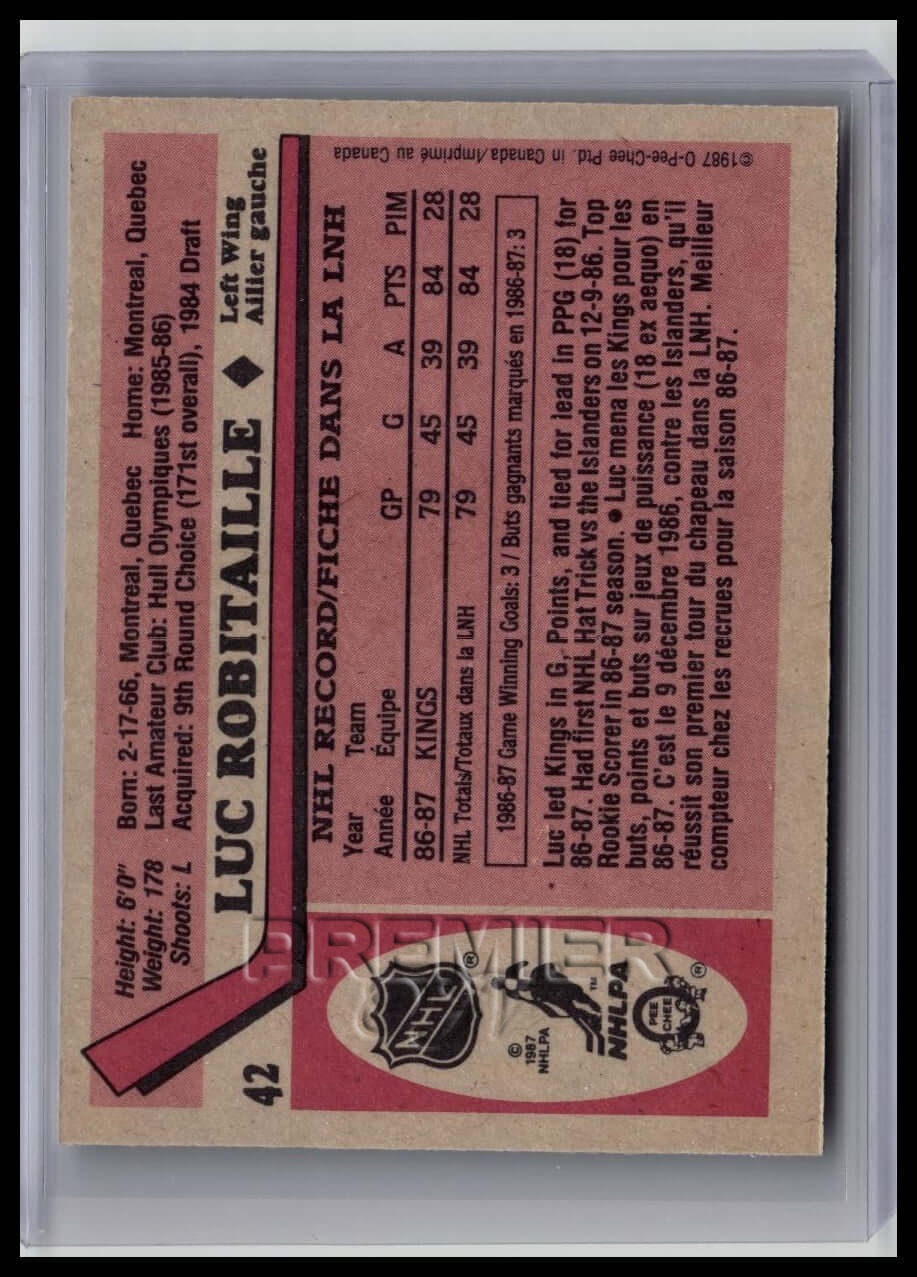 Height: 6'0" Born: 2-17-66, Montreal, Quebec Home: Montreal, Quebec
Weight: 178 Last Amateur Club: Hull Olympiques (1985-86)
Shoots: L Acquired: 9th Round Choice (171st overall), 1984 Draft
42 LUC ROBITAILLE ♦ Left Wing
Ailier gauche
NHL RECORD/FICHE DANS LA LNH
Year Team
Année Équipe GP G A PTS PIM
86-87 KINGS 79 45 39 84 28
NHL Totals/Totaux dans la LNH 79 45 39 84 28
1986-87 Game Winning Goals: 3 / Buts gagnants marqués en 1986-87: 3
Luc led Kings in G, Points, and tied for lead in PPG (18) for
86-87. Had first NHL Hat Trick vs the Islanders on 12-9-86. Top
Rookie Scorer in 86-87 season. • Luc mena les Kings pour les
buts, points et buts sur jeux de puissance (18 ex aequo) en
86-87. C'est le 9 décembre 1986, contre les Islanders, qu'il
réussit son premier tour du chapeau dans la LNH. Meilleur
compteur chez les recrues pour la saison 86-87.
©1987 O-Pee-Chee Ptd. in Canada/Imprimé au Canada
NHL ®
©
1987
NHLPA
NHLPA ™
O
PEE
CHEE ®
PREMIER